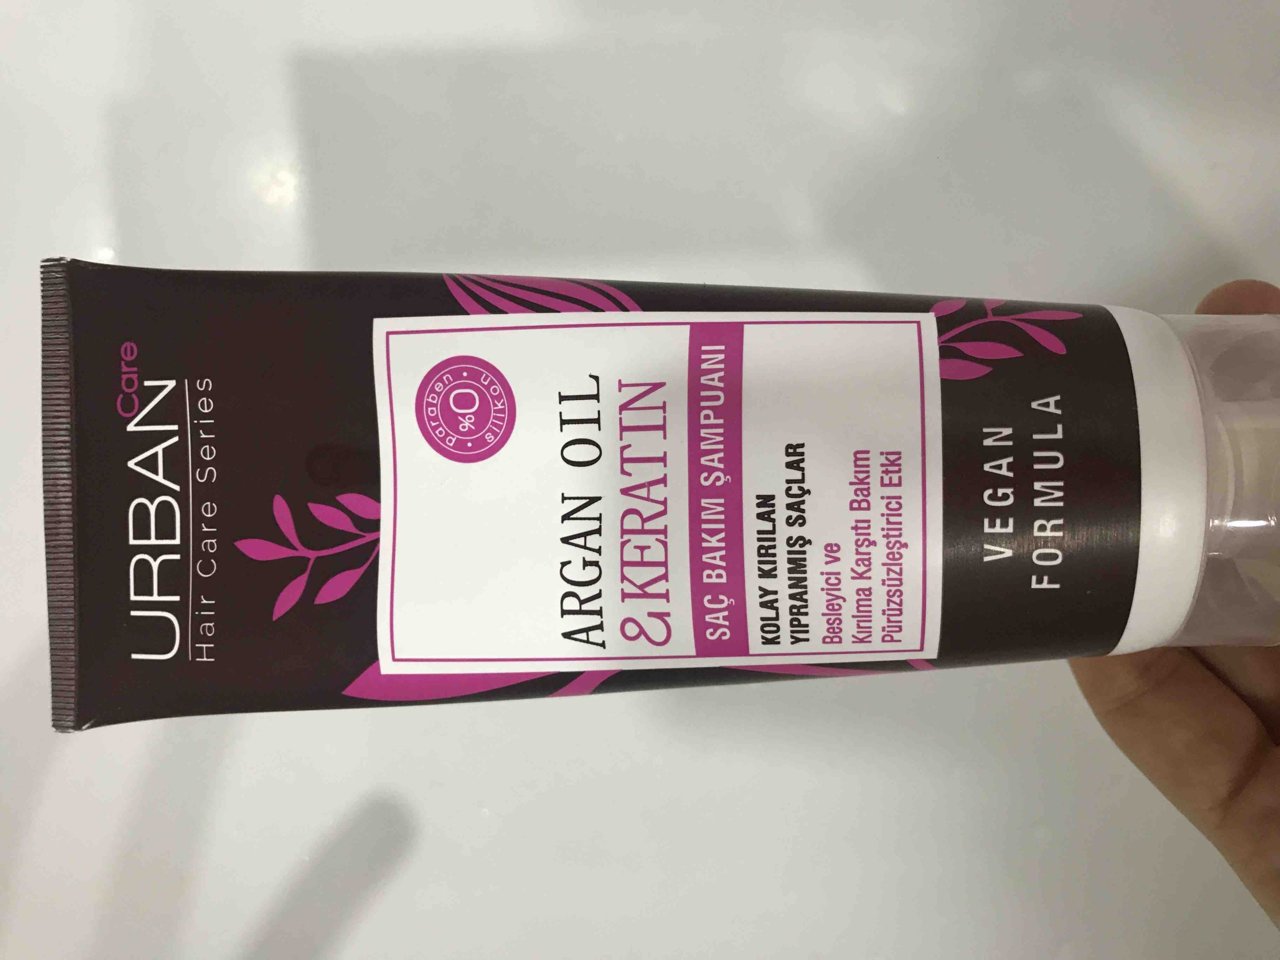 URBAN Care
Hair Care Series
paraben
%0
silikon
ARGAN OIL
&KERATIN
SAÇ BAKIM ŞAMPUANI
KOLAY KIRILAN
YIPRANMIŞ SAÇLAR
Besleyici ve
Kırılma Karşıtı Bakım
Pürüzsüzleştirici Etki
VEGAN
FORMULA